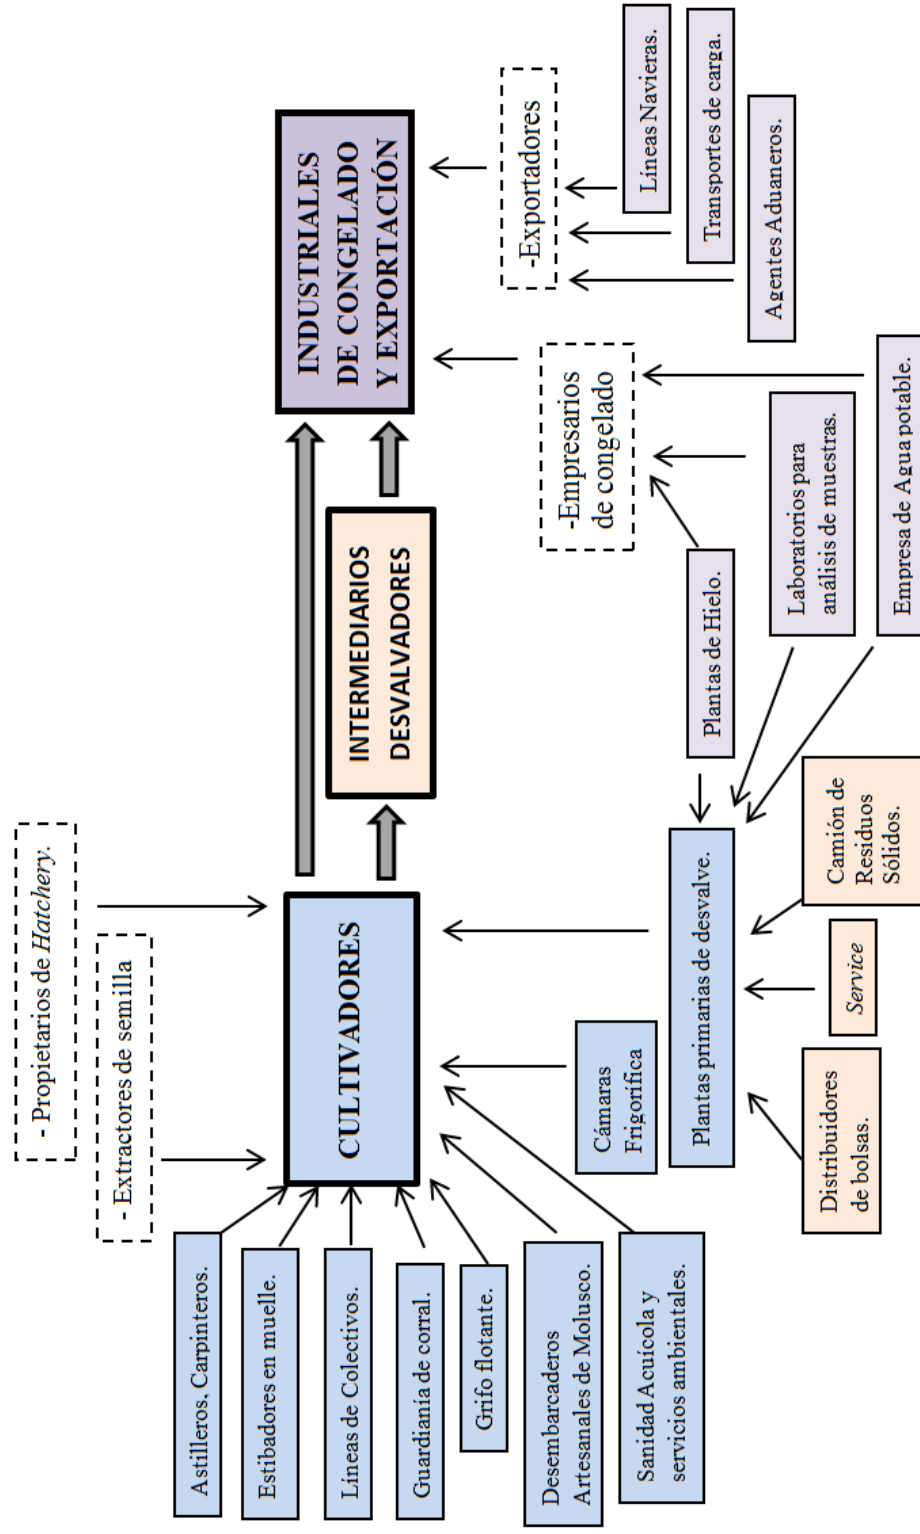 - Propietarios de Hatchery.
- Extractores de semilla
Astilleros, Carpinteros.
Estibadores en muelle.
Líneas de Colectivos.
Guardianía de corral.
Grifo flotante.
Desembarcaderos
Artesanales de Molusco.
Sanidad Acuícola y
servicios ambientales.
CULTIVADORES
Cámaras
Frigorífica
Plantas primarias de desvalve.
Distribuidores
de bolsas.
Service
Camión de
Residuos
Sólidos.
INTERMEDIARIOS
DESVALVADORES
Plantas de Hielo.
Laboratorios para
análisis de muestras.
Empresa de Agua potable.
-Empresarios
de congelado
INDUSTRIALES
DE CONGELADO
Y EXPORTACIÓN
-Exportadores
Líneas Navieras.
Transportes de carga.
Agentes Aduaneros.